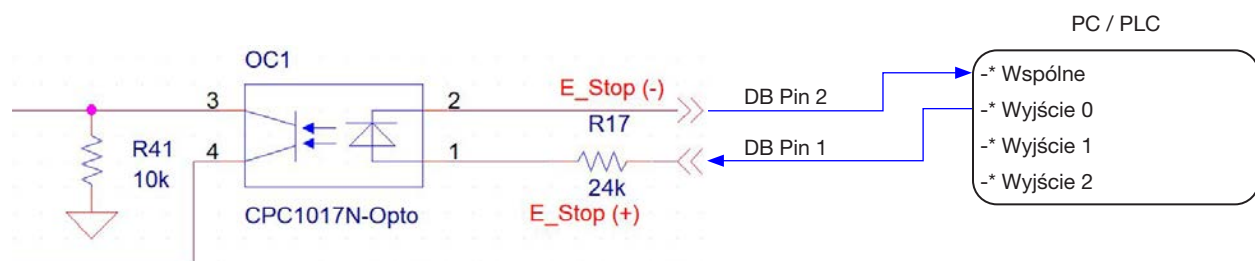 PC / PLC
OC1
3
2
E_Stop (-)
DB Pin 2
-* Wspólne
R17
-* Wyjście 0
R41
10k
4
1
DB Pin 1
-* Wyjście 1
24k
-* Wyjście 2
CPC1017N-Opto
E_Stop (+)